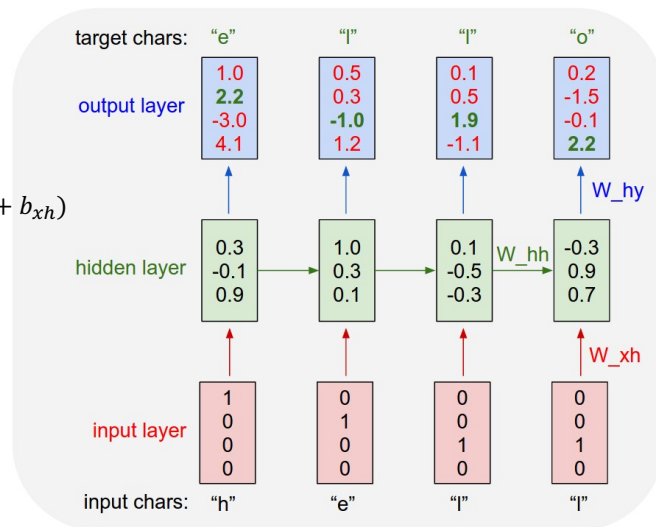 target chars: “e” “l” “l” “o”
output layer
1.0 0.5 0.1 0.2
2.2 0.3 0.5 -1.5
-3.0 -1.0 1.9 -0.1
4.1 1.2 -1.1 2.2
W_hy
+ b_{xh})
hidden layer
0.3 1.0 0.1 -0.3
-0.1 0.3 -0.5 0.9
0.9 0.1 -0.3 0.7
W_hh
W_xh
input layer
1 0 0 0
0 1 0 0
0 0 1 1
0 0 0 0
input chars: “h” “e” “l” “l”